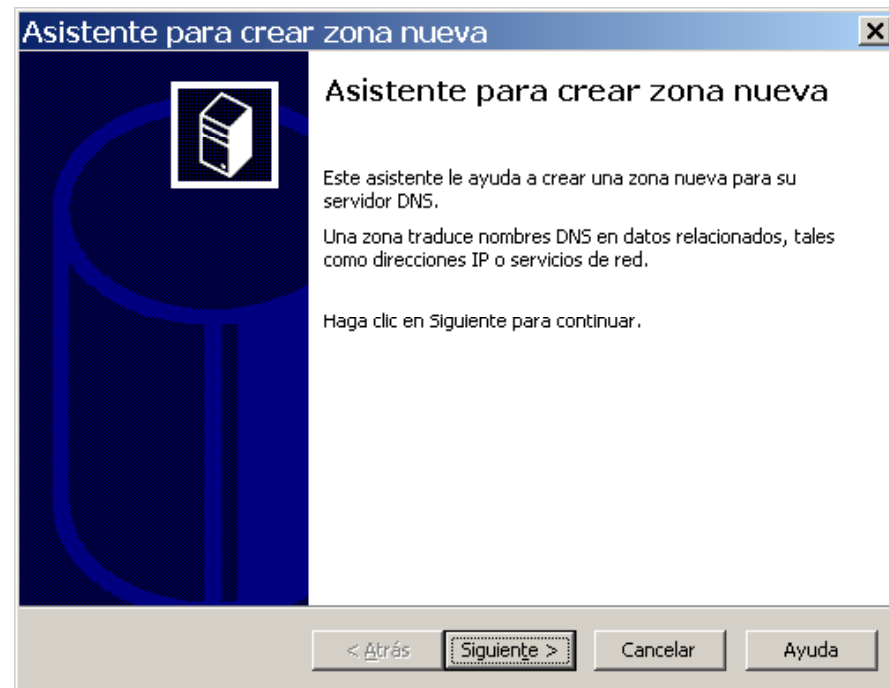 Asistente para crear zona nueva
Asistente para crear zona nueva
Este asistente le ayuda a crear una zona nueva para su
servidor DNS.
Una zona traduce nombres DNS en datos relacionados, tales
como direcciones IP o servicios de red.
Haga clic en Siguiente para continuar.
< Atrás Siguiente > Cancelar Ayuda